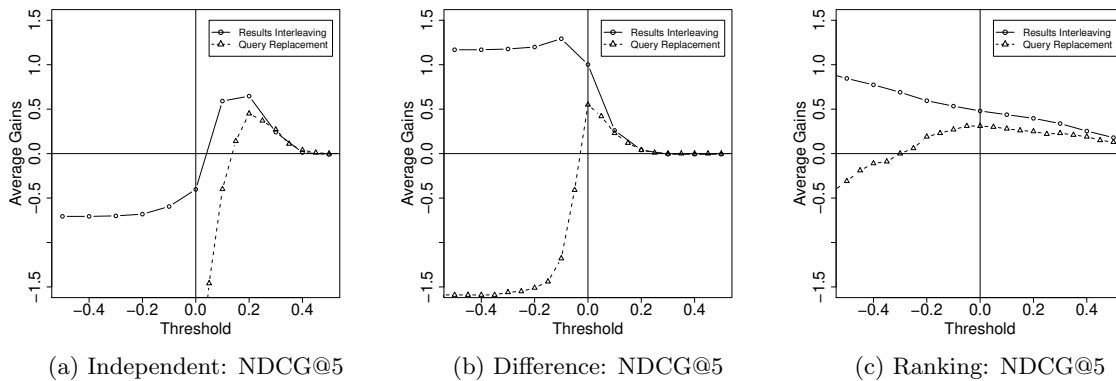 Results Interleaving
Query Replacement
Average Gains
1.5
1.0
0.5
0.0
−0.5
−1.5
−0.4
−0.2
0.0
0.2
0.4
Threshold
(a) Independent: NDCG@5
Results Interleaving
Query Replacement
Average Gains
1.5
1.0
0.5
0.0
−0.5
−1.5
−0.4
−0.2
0.0
0.2
0.4
Threshold
(b) Difference: NDCG@5
Results Interleaving
Query Replacement
Average Gains
1.5
1.0
0.5
0.0
−0.5
−1.5
−0.4
−0.2
0.0
0.2
0.4
Threshold
(c) Ranking: NDCG@5